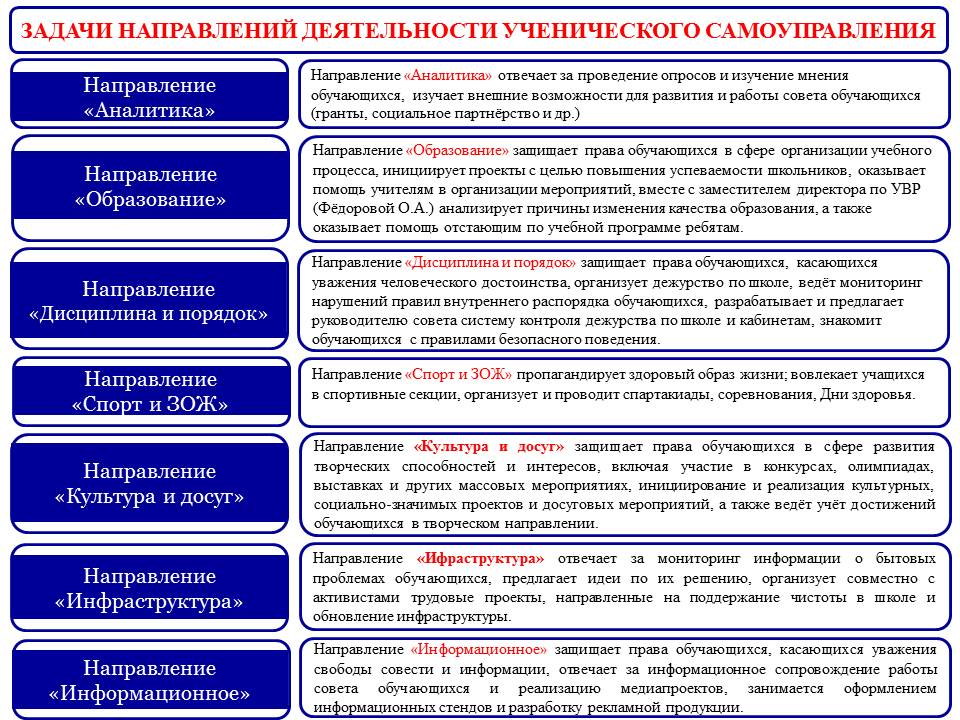 ЗАДАЧИ НАПРАВЛЕНИЙ ДЕЯТЕЛЬНОСТИ УЧЕНИЧЕСКОГО САМОУПРАВЛЕНИЯ
Направление
«Аналитика»
Направление «Аналитика» отвечает за проведение опросов и изучение мнения
обучающихся, изучает внешние возможности для развития и работы совета обучающихся
(гранты, социальное партнёрство и др.)
Направление
«Образование»
Направление «Образование» защищает права обучающихся в сфере организации учебного
процесса, инициирует проекты с целью повышения успеваемости школьников, оказывает
помощь учителям в организации мероприятий, вместе с заместителем директора по УВР
(Фёдоровой О.А.) анализирует причины изменения качества образования, а также
оказывает помощь отстающим по учебной программе ребятам.
Направление
«Дисциплина и порядок»
Направление «Дисциплина и порядок» защищает права обучающихся, касающихся
уважения человеческого достоинства, организует дежурство по школе, ведёт мониторинг
нарушений правил внутреннего распорядка обучающихся, разрабатывает и предлагает
руководителю совета систему контроля дежурства по школе и кабинетам, знакомит
обучающихся с правилами безопасного поведения.
Направление
«Спорт и ЗОЖ»
Направление «Спорт и ЗОЖ» пропагандирует здоровый образ жизни; вовлекает учащихся
в спортивные секции, организует и проводит спартакиады, соревнования, Дни здоровья.
Направление
«Культура и досуг»
Направление «Культура и досуг» защищает права обучающихся в сфере развития
творческих способностей и интересов, включая участие в конкурсах, олимпиадах,
выставках и других массовых мероприятиях, инициирование и реализация культурных,
социально-значимых проектов и досуговых мероприятий, а также ведёт учёт достижений
обучающихся в творческом направлении.
Направление
«Инфраструктура»
Направление «Ифраструктура» отвечает за мониторинг информации о бытовых
проблемах обучающихся, предлагает идеи по их решению, организует совместно с
активистами трудовые проекты, направленные на поддержание чистоты в школе и
обновление инфраструктуры.
Направление
«Информационное»
Направление «Информационное» защищает права обучающихся, касающихся уважения
свободы совести и информации, отвечает за информационное сопровождение работы
совета обучающихся и реализацию медиапроектов, занимается оформлением
информационных стендов и разработку рекламной продукции.